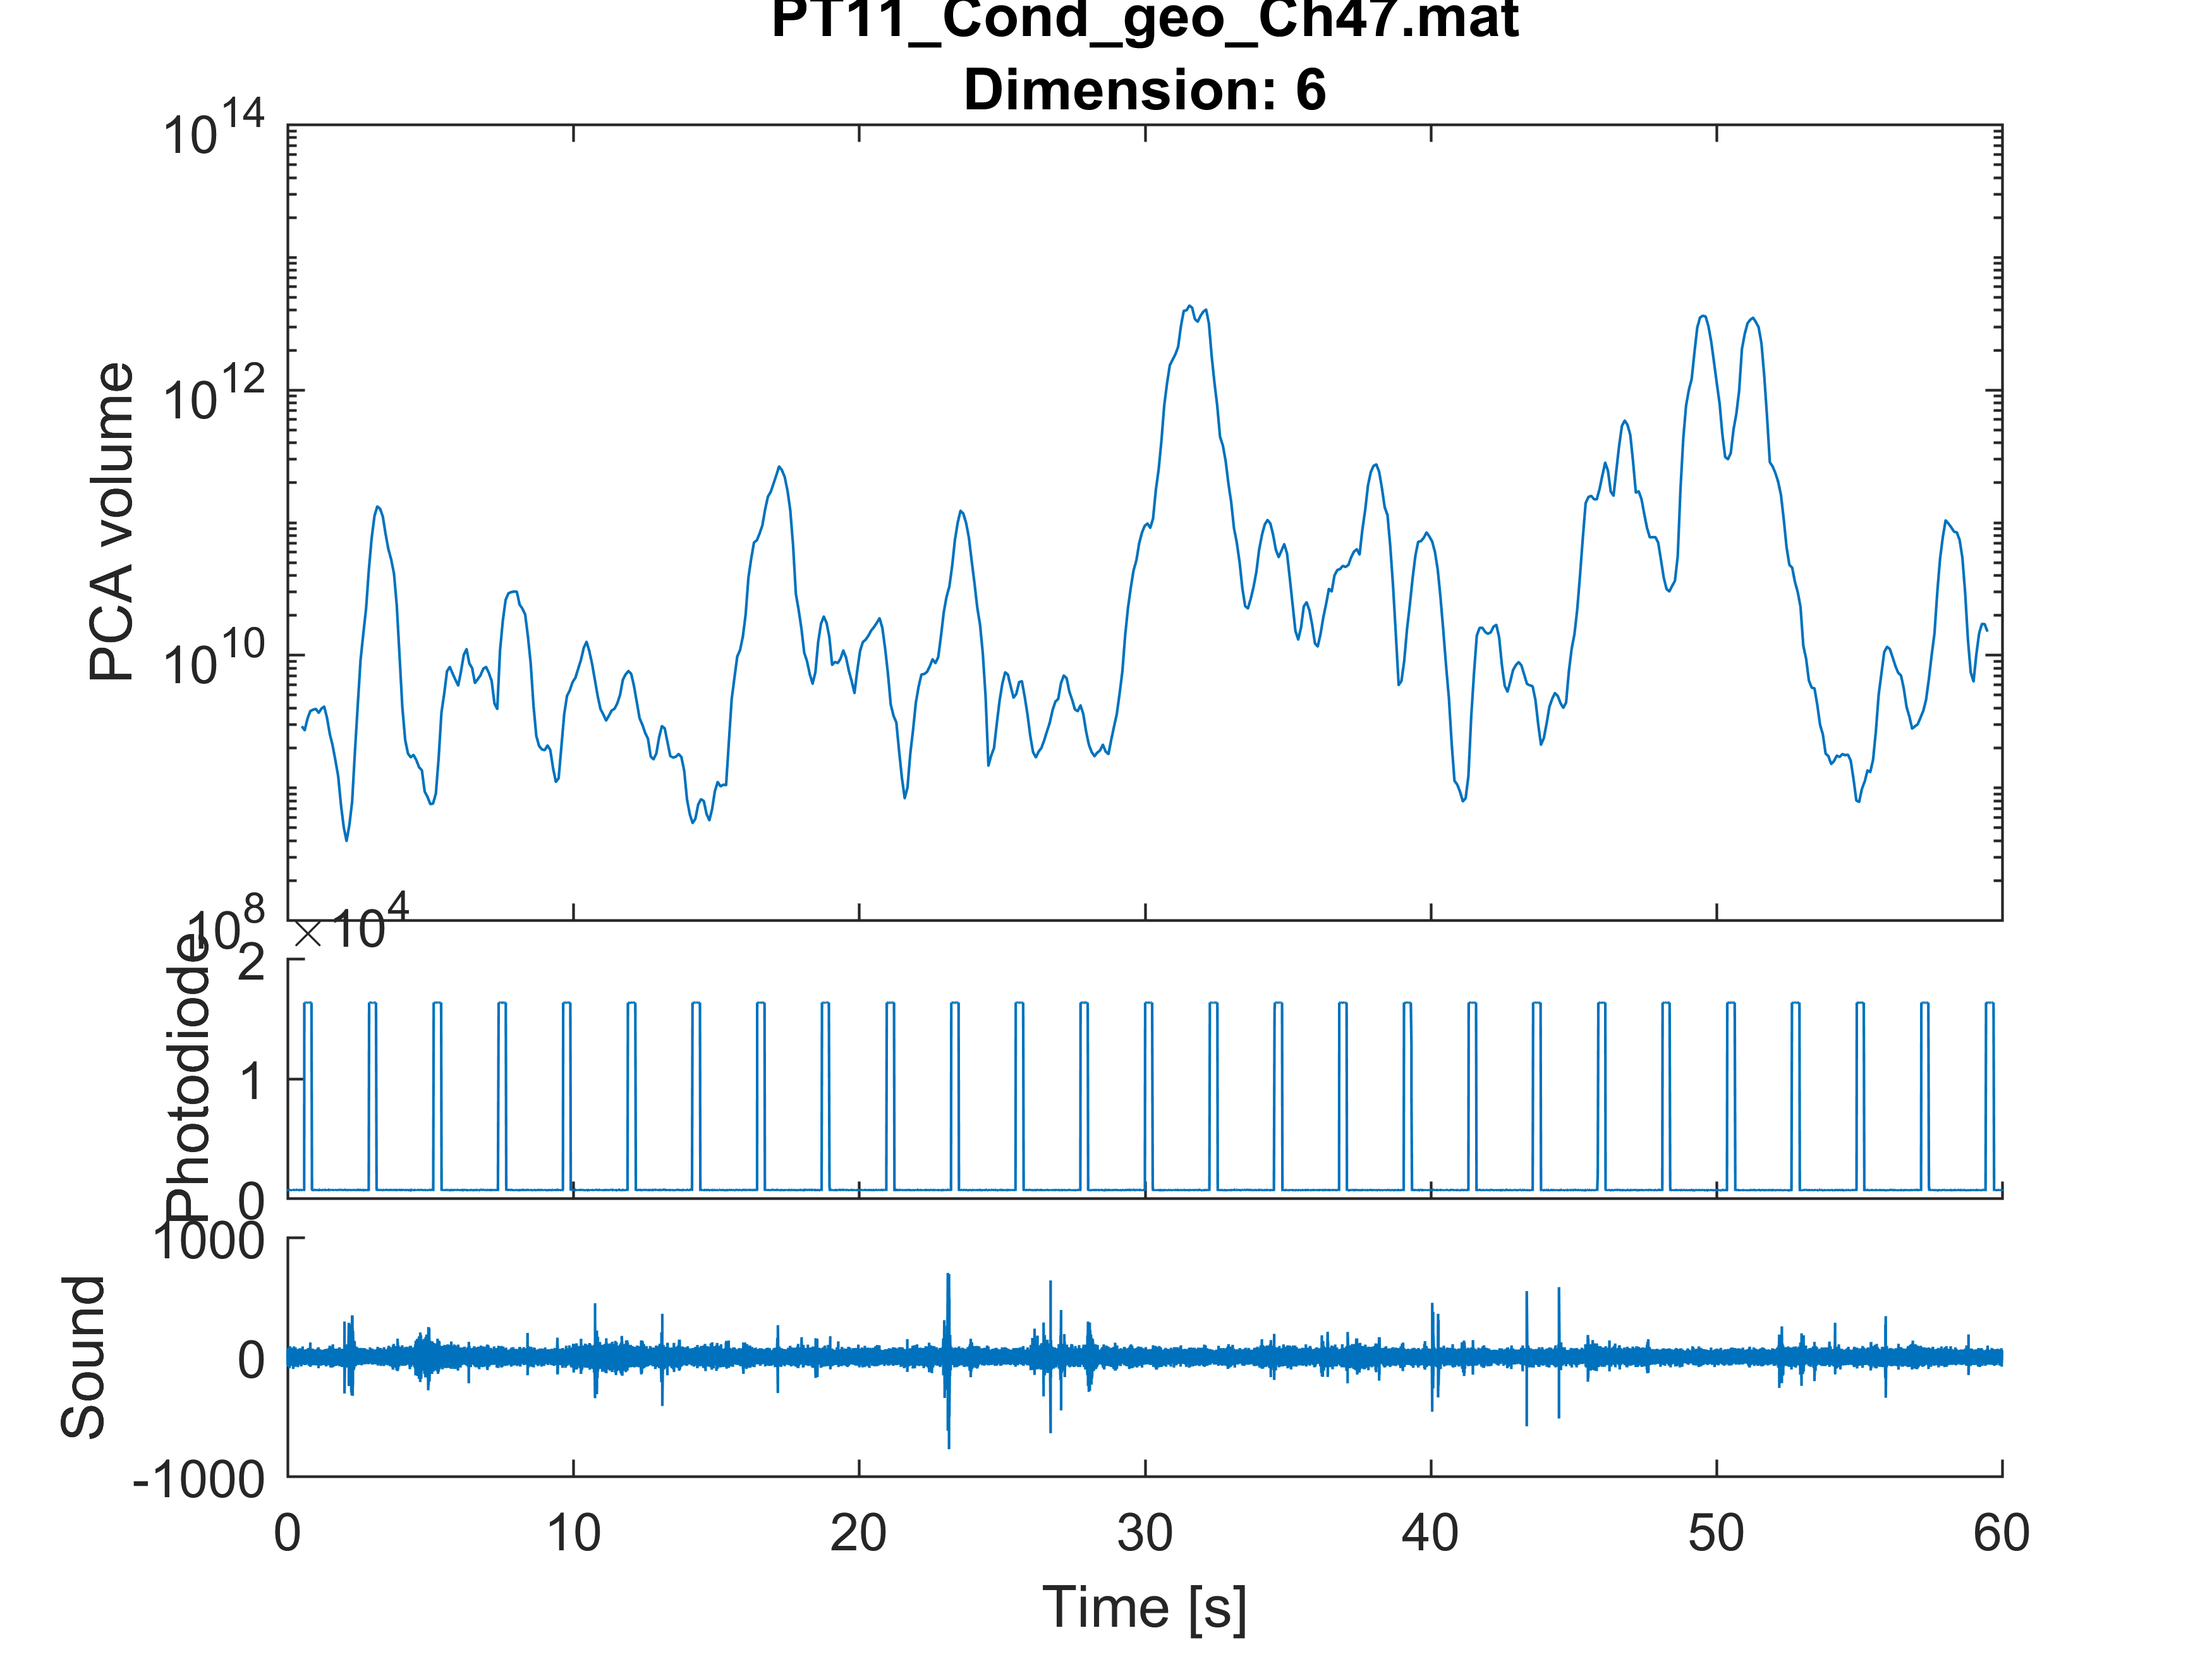 PT11_Cond_geo_Ch47.mat
Dimension: 6
10^14
10^12
10^10
10^8
PCA volume
× 10^4
2
1
0
Photodiode
1000
0
-1000
Sound
0 10 20 30 40 50 60
Time [s]